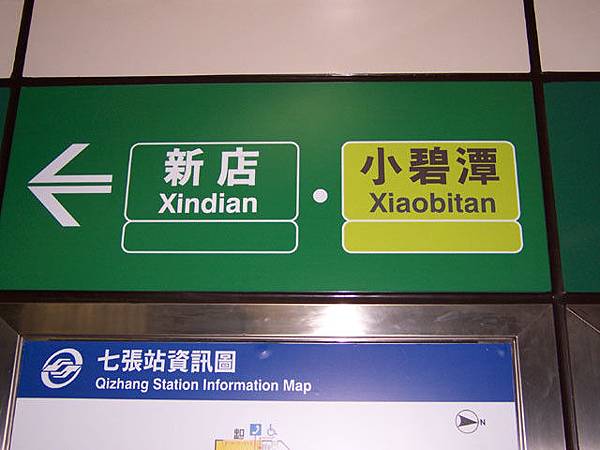 新店
Xindian
小碧潭
Xiaobitan
七張站資訊圖
Qizhang Station Information Map
N